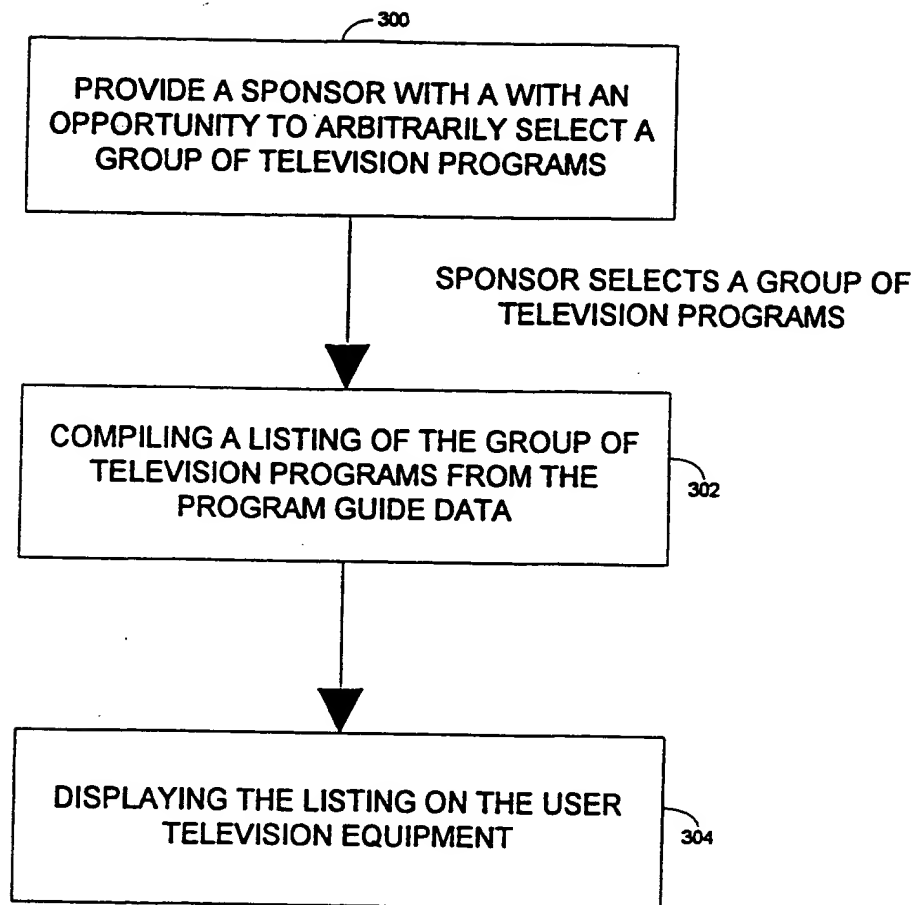 300
PROVIDE A SPONSOR WITH A WITH AN
OPPORTUNITY TO ARBITRARILY SELECT A
GROUP OF TELEVISION PROGRAMS
SPONSOR SELECTS A GROUP OF
TELEVISION PROGRAMS
COMPILING A LISTING OF THE GROUP OF
TELEVISION PROGRAMS FROM THE
PROGRAM GUIDE DATA
302
DISPLAYING THE LISTING ON THE USER
TELEVISION EQUIPMENT
304